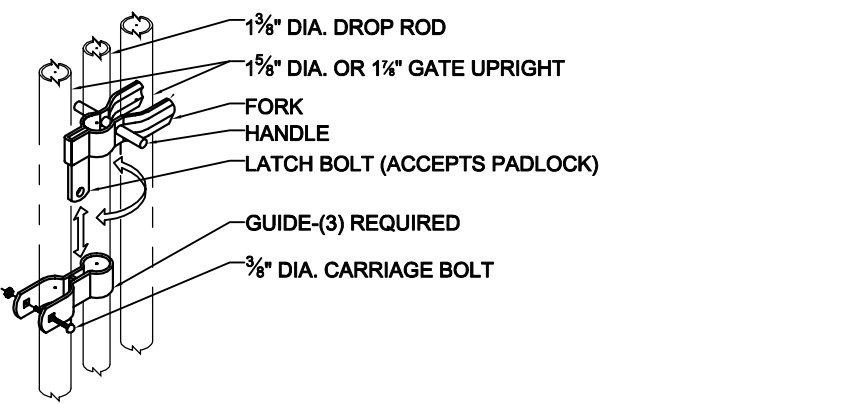 1⅜" DIA. DROP ROD
1⅝" DIA. OR 1⅞" GATE UPRIGHT
FORK
HANDLE
LATCH BOLT (ACCEPTS PADLOCK)
GUIDE-(3) REQUIRED
⅜" DIA. CARRIAGE BOLT